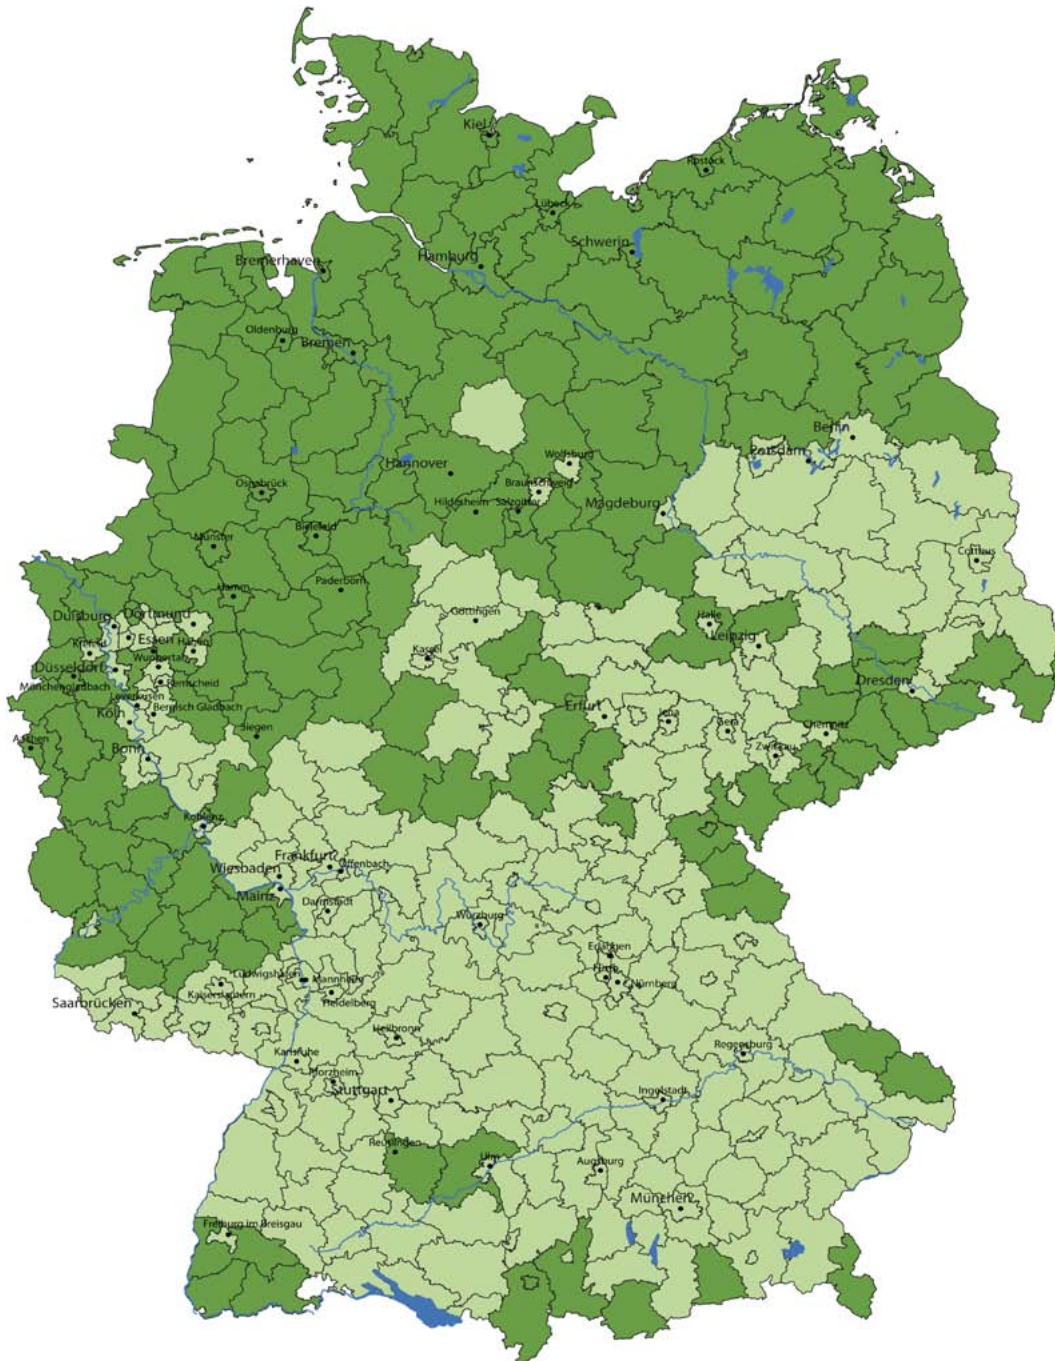 Kiel
Rostock
Lübeck
Schwerin
Hamburg
Bremerhaven
Oldenburg
Bremen
Berlin
Potsdam
Wolfsburg
Hannover
Braunschweig
Osnabrück
Hildesheim
Salzgitter
Magdeburg
Bielefeld
Münster
Cottbus
Paderborn
Hamm
Göttingen
Duisburg
Dortmund
Halle
Essen
Hagen
Leipzig
Krefeld
Kassel
Wuppertal
Düsseldorf
Dresden
Mönchengladbach
Remscheid
Leverkusen
Erfurt
Bergisch Gladbach
Jena
Köln
Gera
Chemnitz
Siegen
Aachen
Zwickau
Bonn
Koblenz
Frankfurt
Offenbach
Wiesbaden
Mainz
Darmstadt
Würzburg
Erlangen
Ludwigshafen
Mannheim
Fürth
Nürnberg
Kaiserslautern
Heidelberg
Saarbrücken
Heilbronn
Regensburg
Karlsruhe
Pforzheim
Stuttgart
Ingolstadt
Reutlingen
Ulm
Augsburg
München
Freiburg im Breisgau